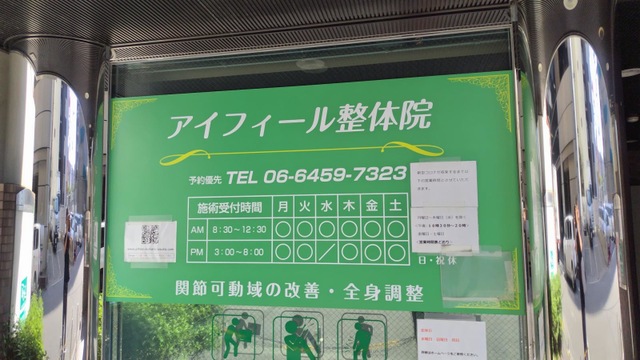 アイフィール整体院
予約優先 TEL 06-6459-7323
施術受付時間 月 火 水 木 金 土
AM 8:30~12:30 ○ ○ ○ ○ ○ ○
PM 3:00~6:00 ○ ○ / ○ ○ ○
日・祝 休
関節可動域の改善・全身調整